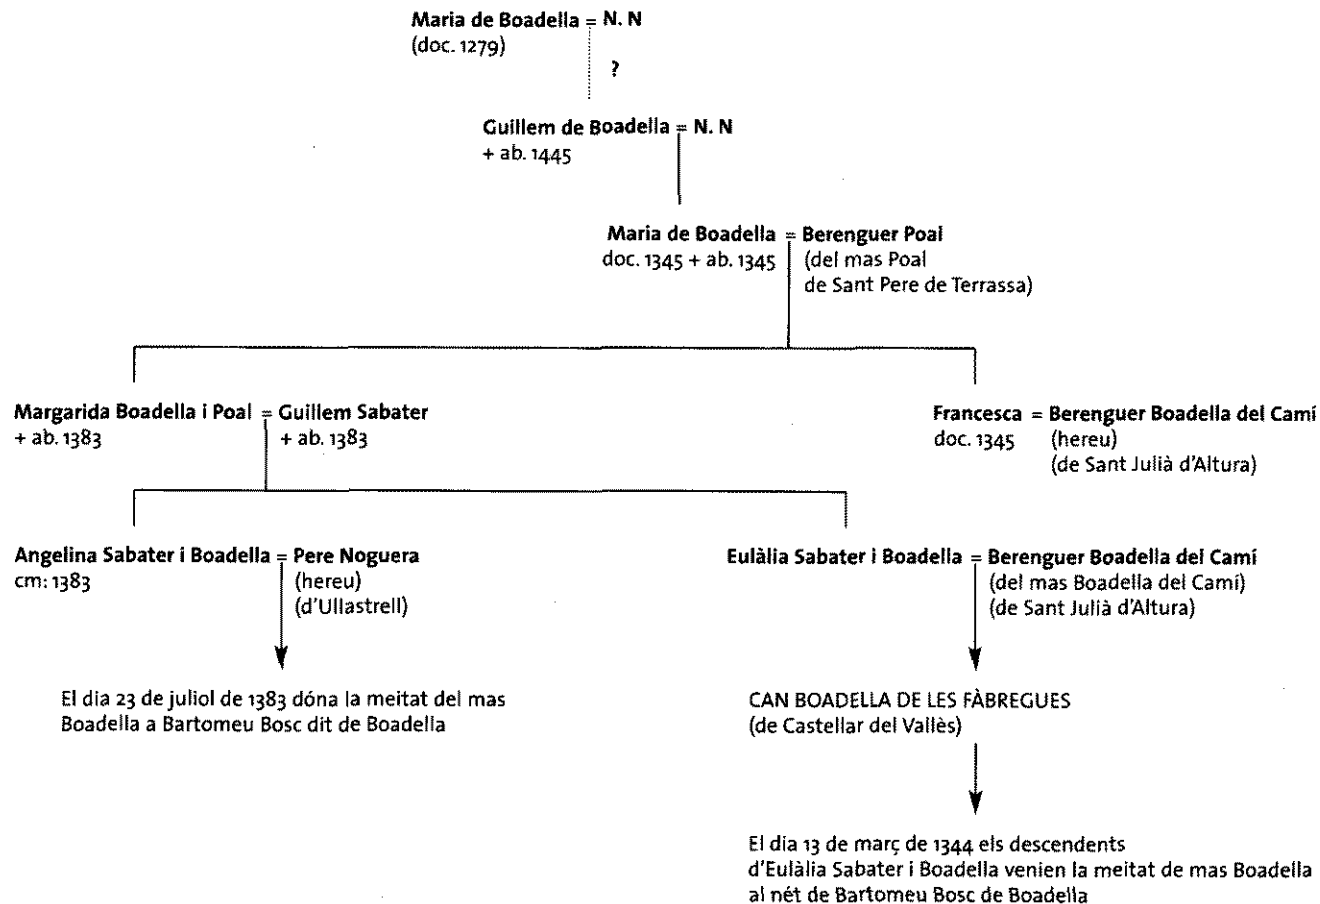 Maria de Boadella = N. N
(doc. 1279)
?
Guillem de Boadella = N. N
+ ab. 1445
Maria de Boadella = Berenguer Poal
doc. 1345 + ab. 1345 (del mas Poal
de Sant Pere de Terrassa)
Margarida Boadella i Poal = Guillem Sabater
+ ab. 1383 + ab. 1383
Francesca = Berenguer Boadella del Camí
doc. 1345 (hereu)
(de Sant Julià d'Altura)
Angelina Sabater i Boadella = Pere Noguera
cm: 1383 (hereu)
(d'Ullastrell)
Eulàlia Sabater i Boadella = Berenguer Boadella del Camí
(del mas Boadella del Camí)
(de Sant Julià d'Altura)
El dia 23 de juliol de 1383 dóna la meitat del mas
Boadella a Bartomeu Bosc dit de Boadella
CAN BOADELLA DE LES FÀBREGUES
(de Castellar del Vallès)
El dia 13 de març de 1344 els descendents
d'Eulàlia Sabater i Boadella venien la meitat de mas Boadella
al nét de Bartomeu Bosc de Boadella